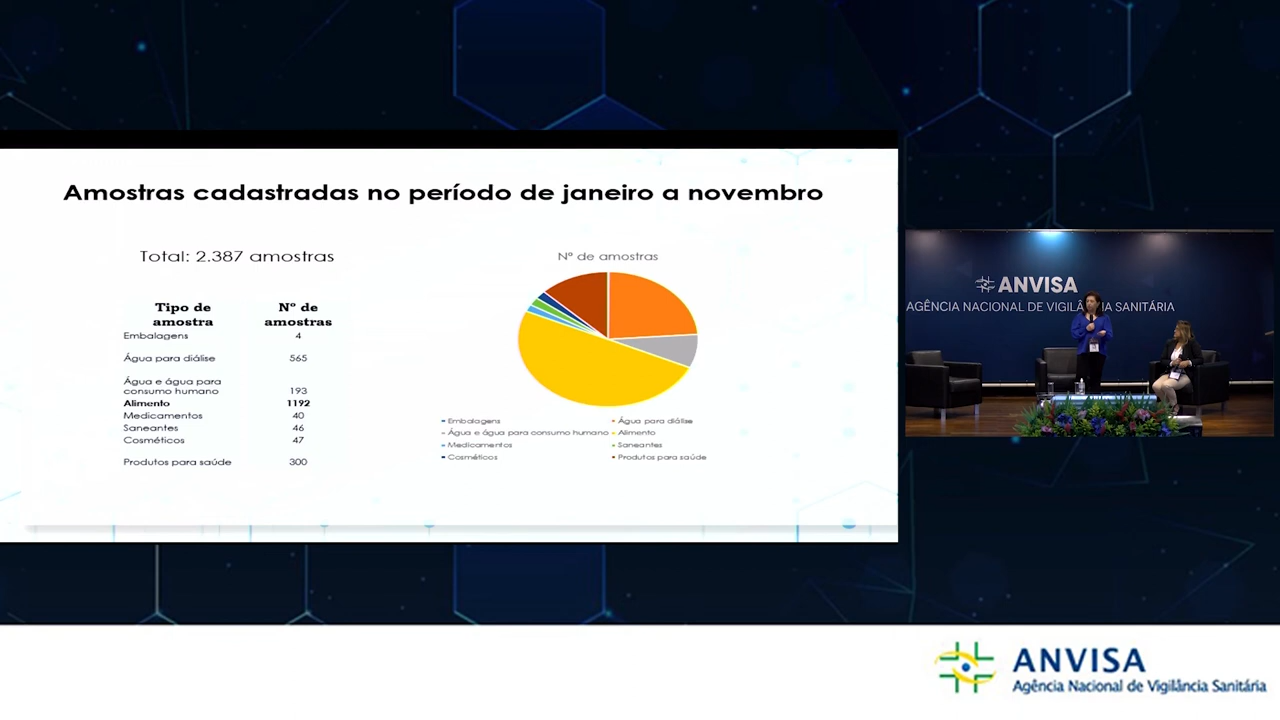 Amostras cadastradas no período de janeiro a novembro
Total: 2.387 amostras
Tipo de amostra Nº de amostras
Embalagens 4
Água para diálise 565
Água e água para
consumo humano 193
Alimento 1192
Medicamentos 40
Saneantes 46
Cosméticos 47
Produtos para saúde 300
Nº de amostras
Embalagens Água para diálise
Água e água para consumo humano Alimento
Medicamentos Saneantes
Cosméticos Produtos para saúde
ANVISA
AGÊNCIA NACIONAL DE VIGILÂNCIA SANITÁRIA
ANVISA
Agência Nacional de Vigilância Sanitária